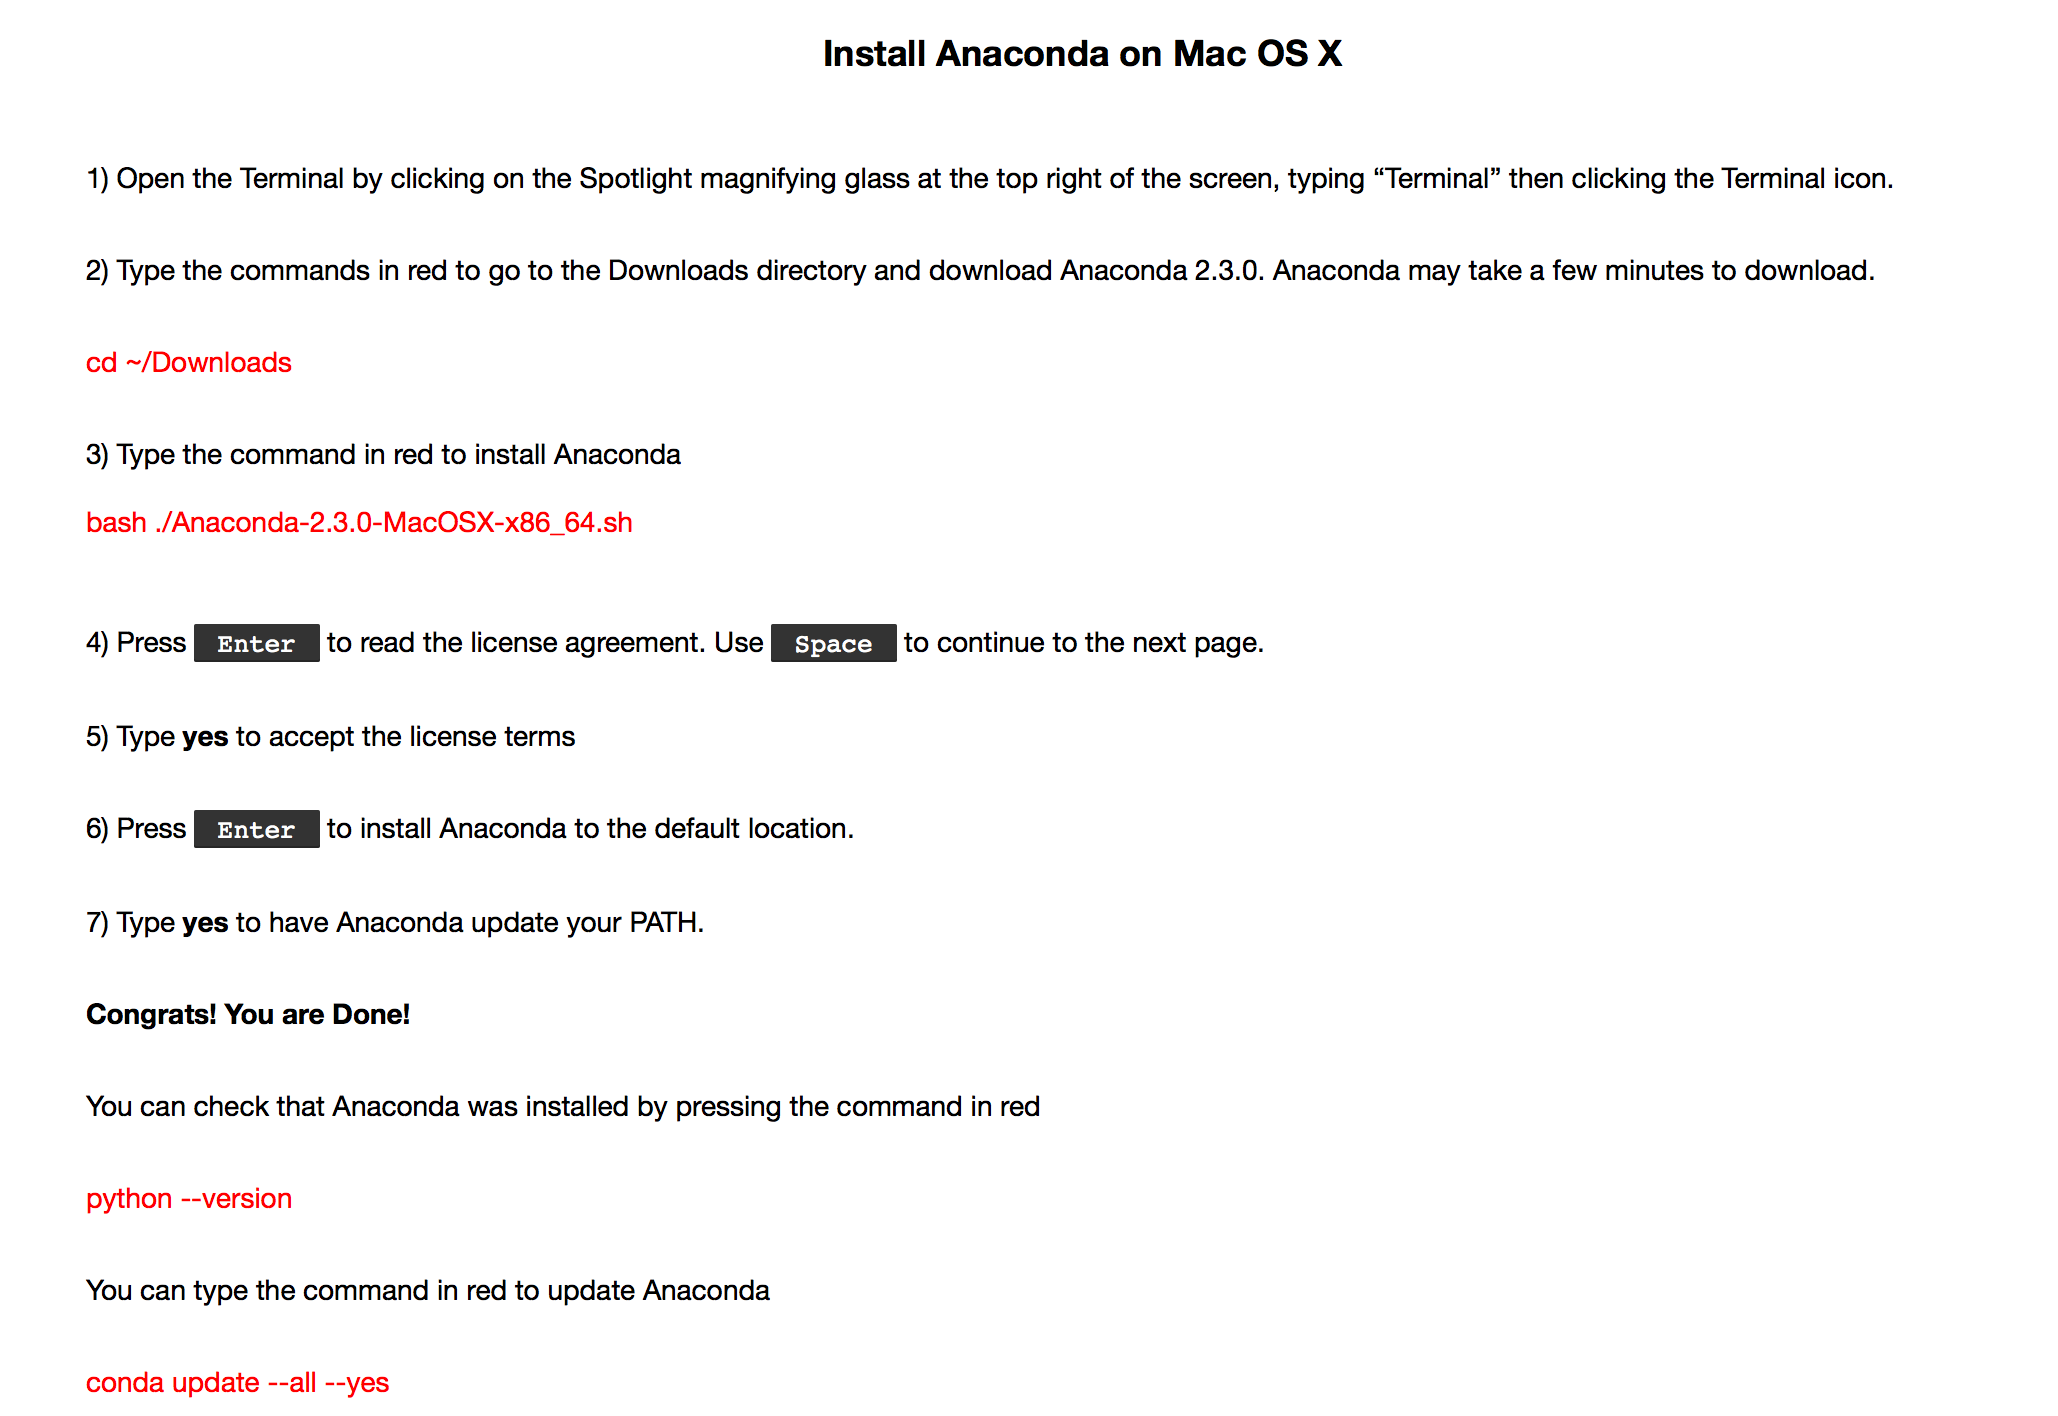 Install Anaconda on Mac OS X
1) Open the Terminal by clicking on the Spotlight magnifying glass at the top right of the screen, typing “Terminal” then clicking the Terminal icon.
2) Type the commands in red to go to the Downloads directory and download Anaconda 2.3.0. Anaconda may take a few minutes to download.
cd ~/Downloads
3) Type the command in red to install Anaconda
bash ./Anaconda-2.3.0-MacOSX-x86_64.sh
4) Press Enter to read the license agreement. Use Space to continue to the next page.
5) Type yes to accept the license terms
6) Press Enter to install Anaconda to the default location.
7) Type yes to have Anaconda update your PATH.
Congrats! You are Done!
You can check that Anaconda was installed by pressing the command in red
python --version
You can type the command in red to update Anaconda
conda update --all --yes